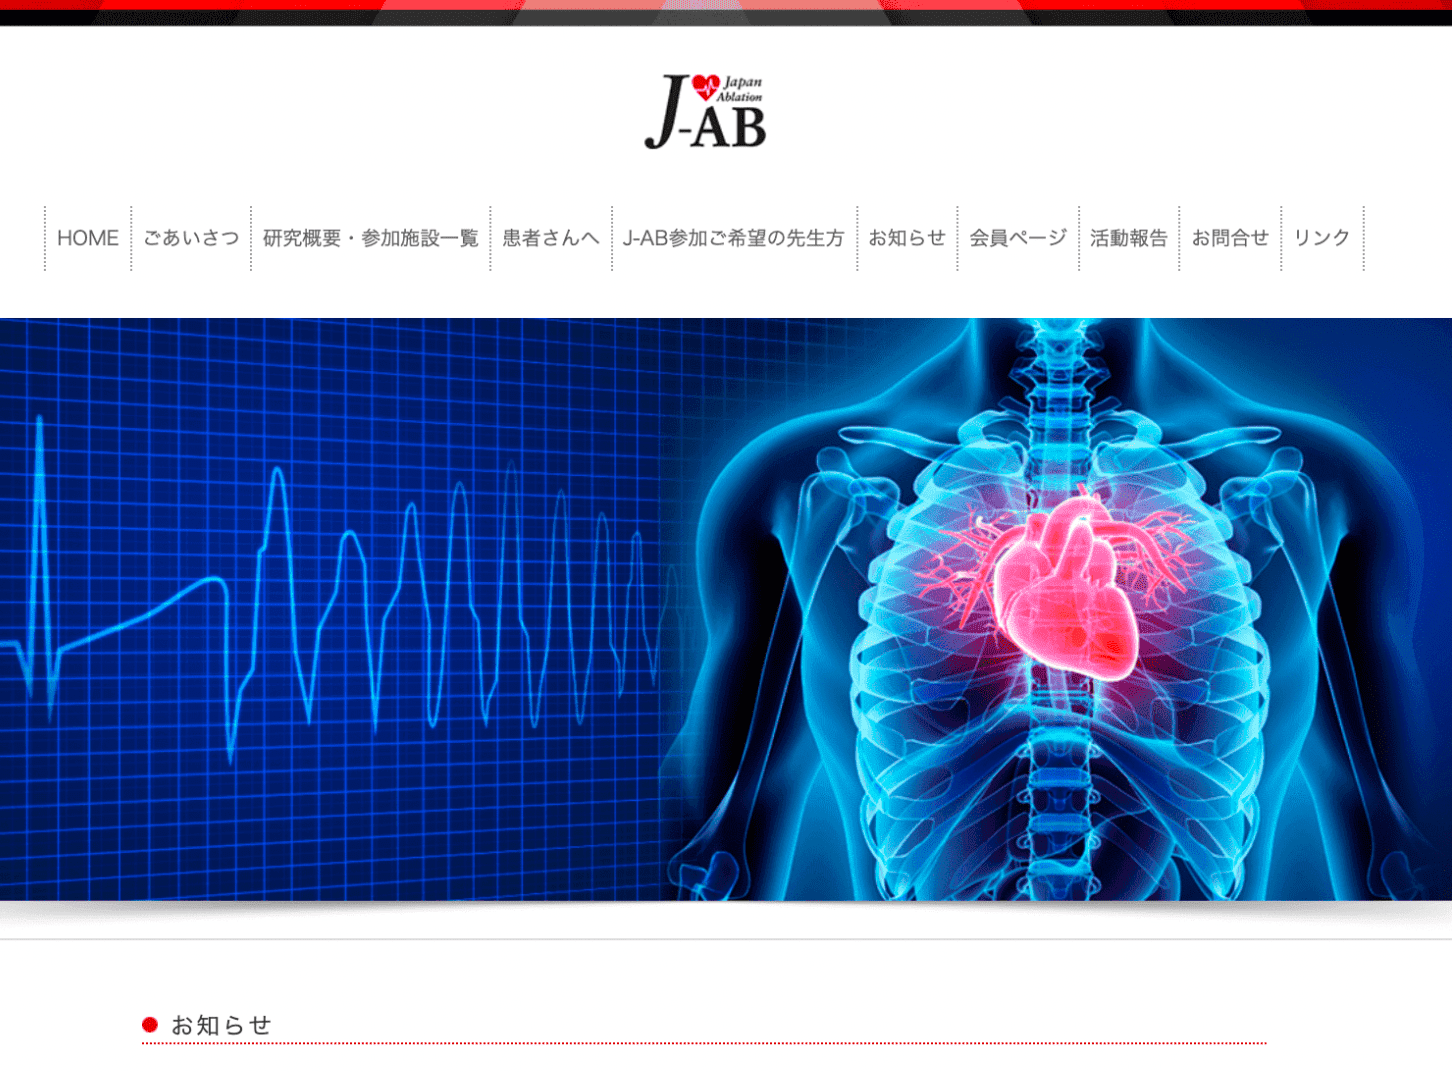 Japan
Ablation
J-AB
HOME
ごあいさつ
研究概要・参加施設一覧
患者さんへ
J-AB参加ご希望の先生方
お知らせ
会員ページ
活動報告
お問合せ
リンク
お知らせ